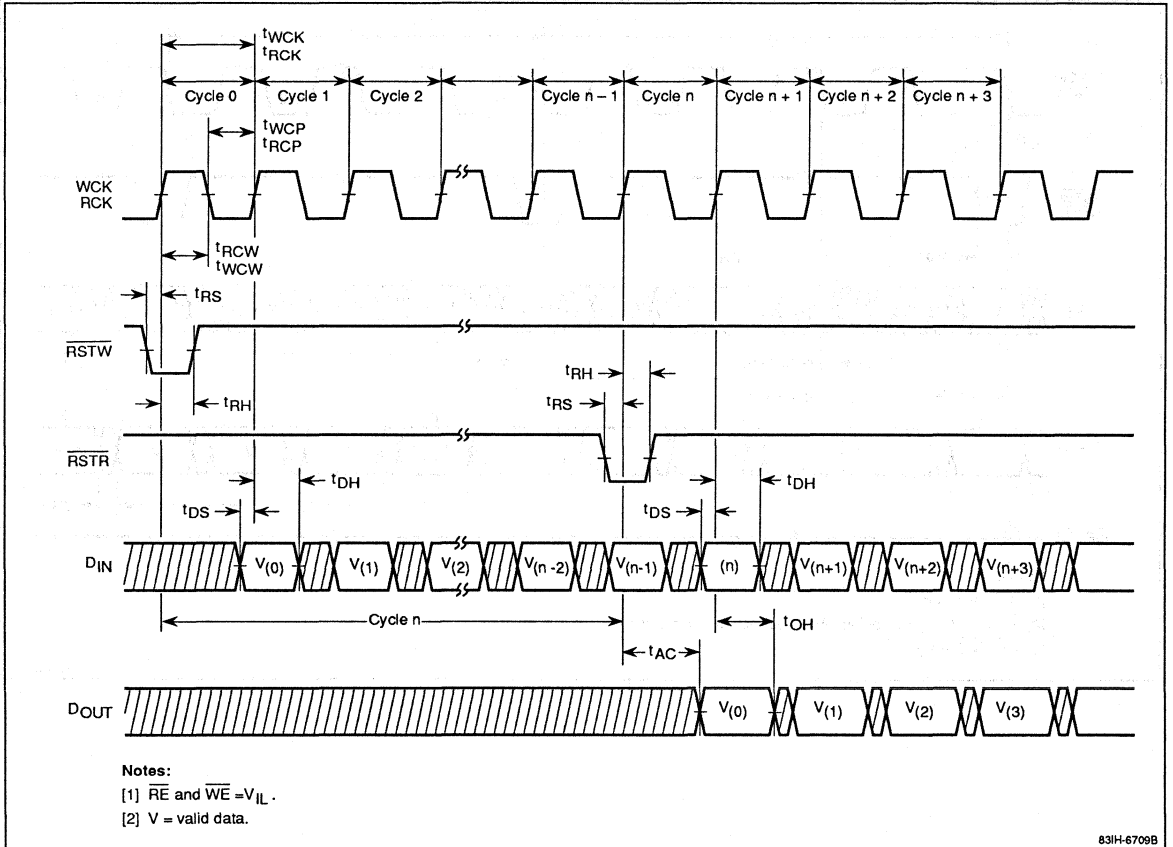 tWCK
tRCK
Cycle 0 Cycle 1 Cycle 2 Cycle n – 1 Cycle n Cycle n + 1 Cycle n + 2 Cycle n + 3
tWCP
tRCP
WCK
RCK
tRCW
tWCW
tRS
RSTW
tRH
tRH
tRS
RSTR
tDH
tDH
tDS
tDS
DIN V(0) V(1) V(2) V(n -2) V(n-1) (n) V(n+1) V(n+2) V(n+3)
Cycle n
tOH
tAC
DOUT V(0) V(1) V(2) V(3)
Notes:
[1] RE and WE =VIL .
[2] V = valid data.
83IH-6709B